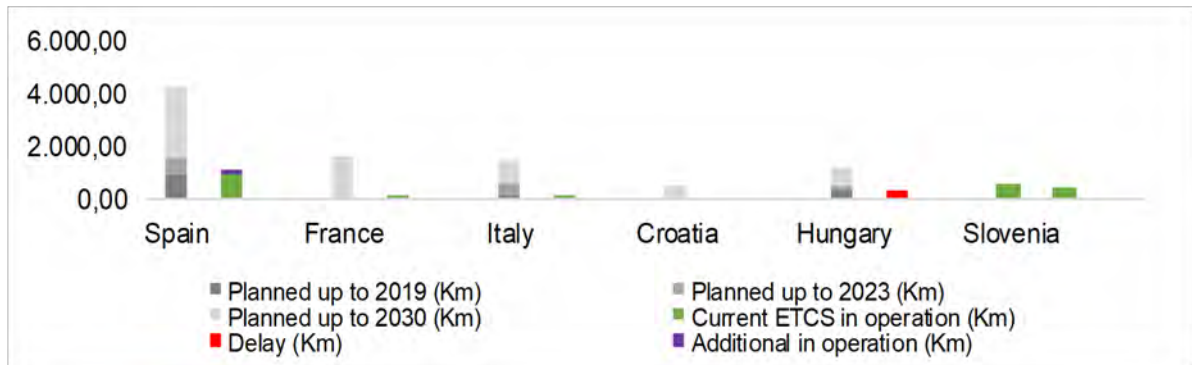 6.000,00
4.000,00
2.000,00
0,00
Spain France Italy Croatia Hungary Slovenia
Planned up to 2019 (Km) Planned up to 2023 (Km)
Planned up to 2030 (Km) Current ETCS in operation (Km)
Delay (Km) Additional in operation (Km)